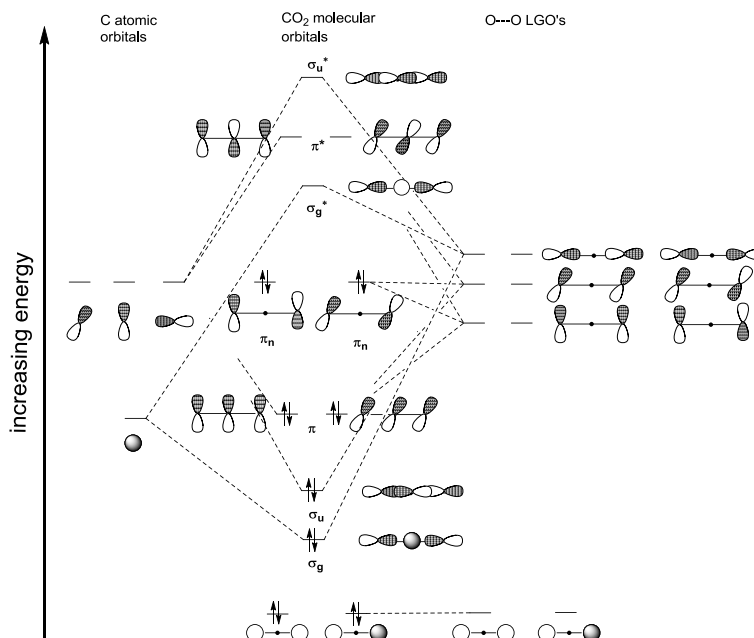 C atomic
orbitals
CO₂ molecular
orbitals
O---O LGO's
increasing energy
σᵤ*
π*
σg*
πn
πn
π
σᵤ
σg